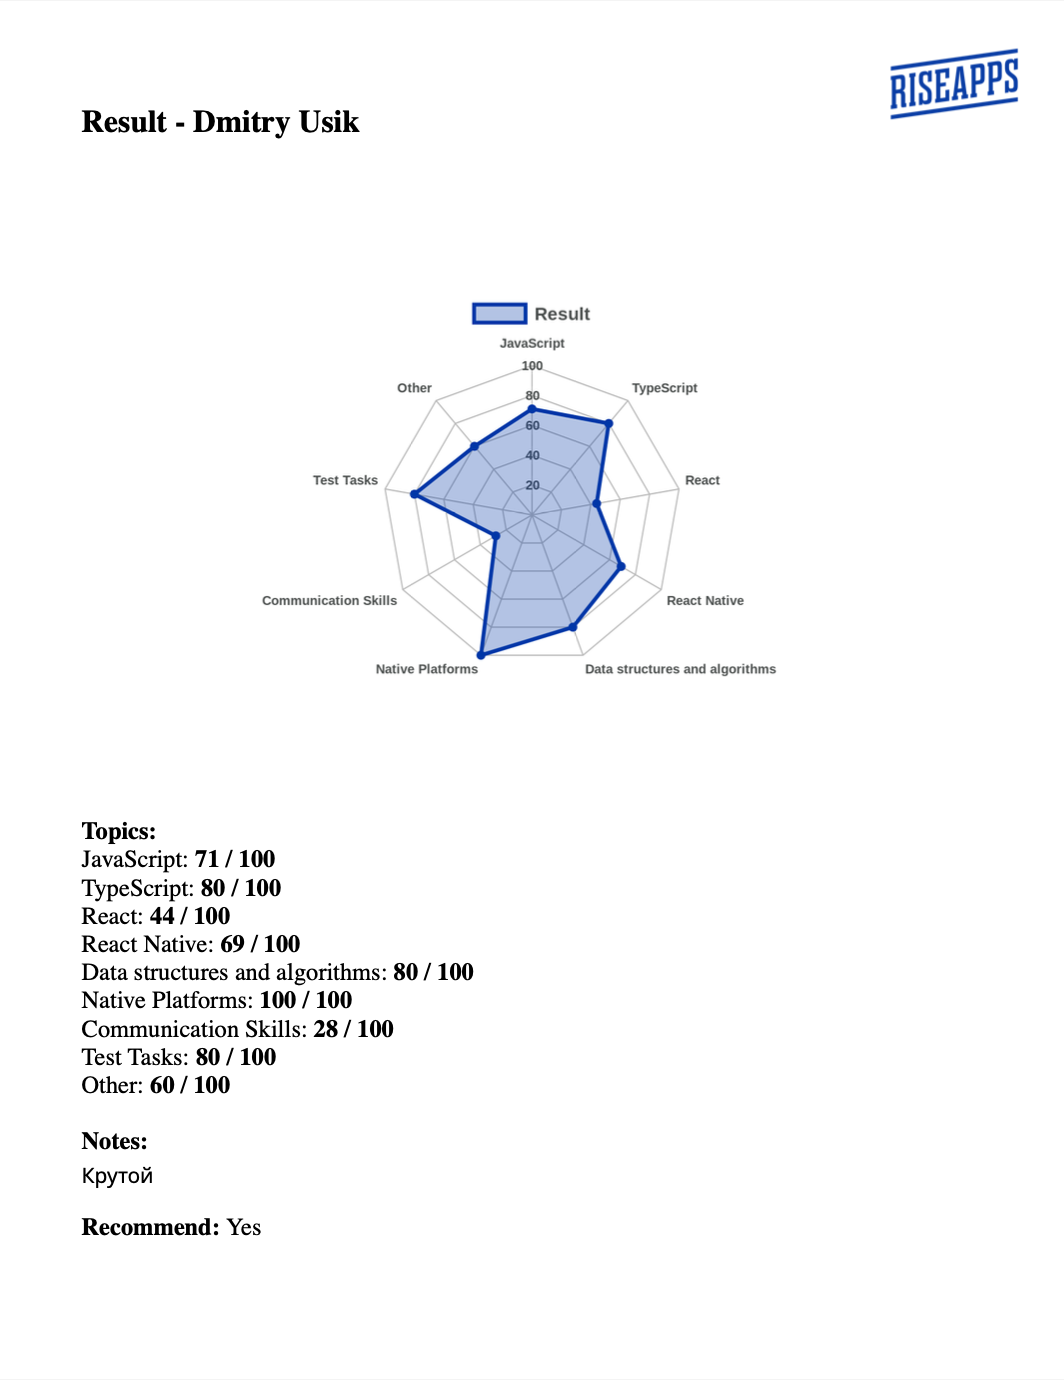 RISEAPPS
Result - Dmitry Usik
Result
JavaScript
100
Other
TypeScript
80
60
40
Test Tasks
React
20
Communication Skills
React Native
Native Platforms
Data structures and algorithms
Topics:
JavaScript: 71 / 100
TypeScript: 80 / 100
React: 44 / 100
React Native: 69 / 100
Data structures and algorithms: 80 / 100
Native Platforms: 100 / 100
Communication Skills: 28 / 100
Test Tasks: 80 / 100
Other: 60 / 100
Notes:
Крутой
Recommend: Yes